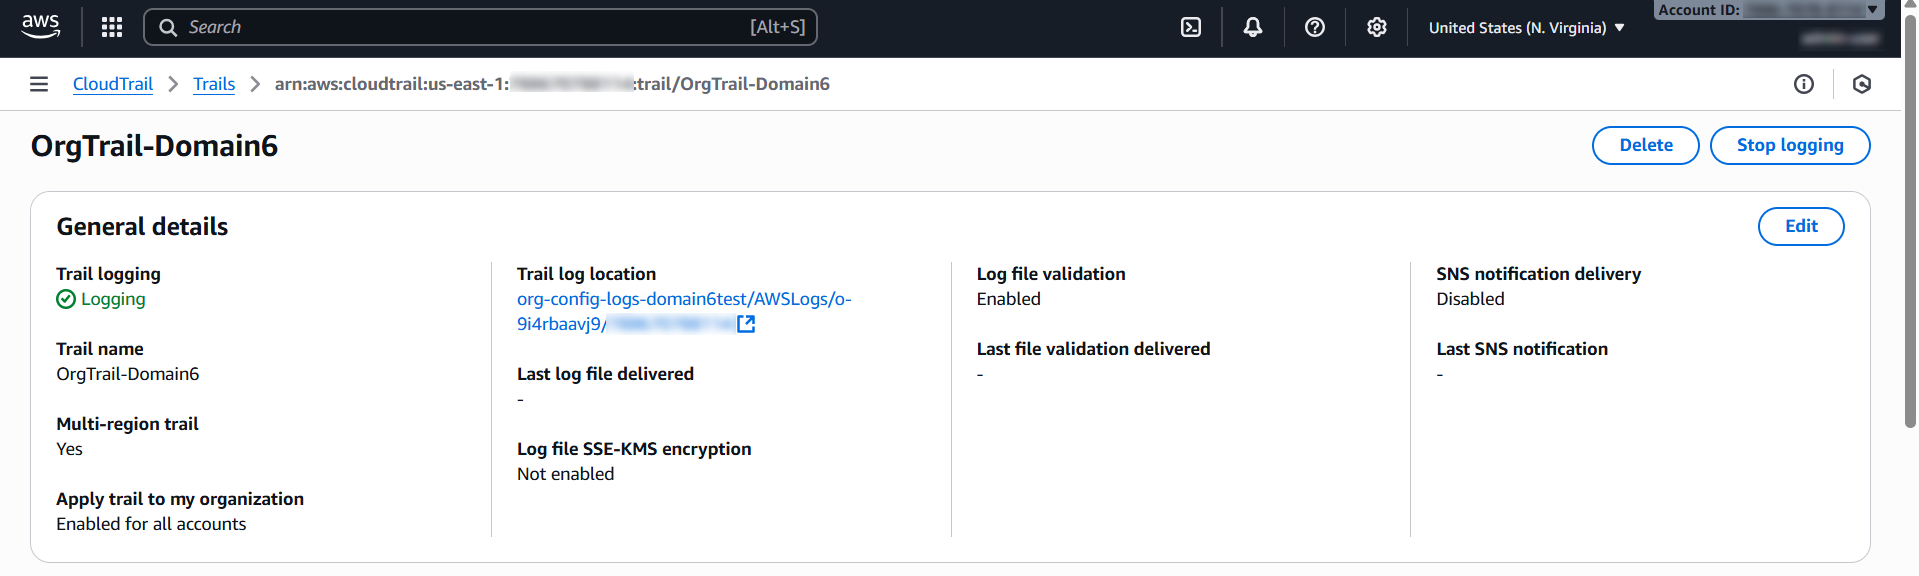 aws
Search [Alt+S]
United States (N. Virginia)
Account ID:
CloudTrail > Trails > arn:aws:cloudtrail:us-east-1: :trail/OrgTrail-Domain6
OrgTrail-Domain6
Delete
Stop logging
General details
Edit
Trail logging
Logging
Trail name
OrgTrail-Domain6
Multi-region trail
Yes
Apply trail to my organization
Enabled for all accounts
Trail log location
org-config-logs-domain6test/AWSLogs/o-
9i4rbaavj9/
Last log file delivered
-
Log file SSE-KMS encryption
Not enabled
Log file validation
Enabled
Last file validation delivered
-
SNS notification delivery
Disabled
Last SNS notification
-